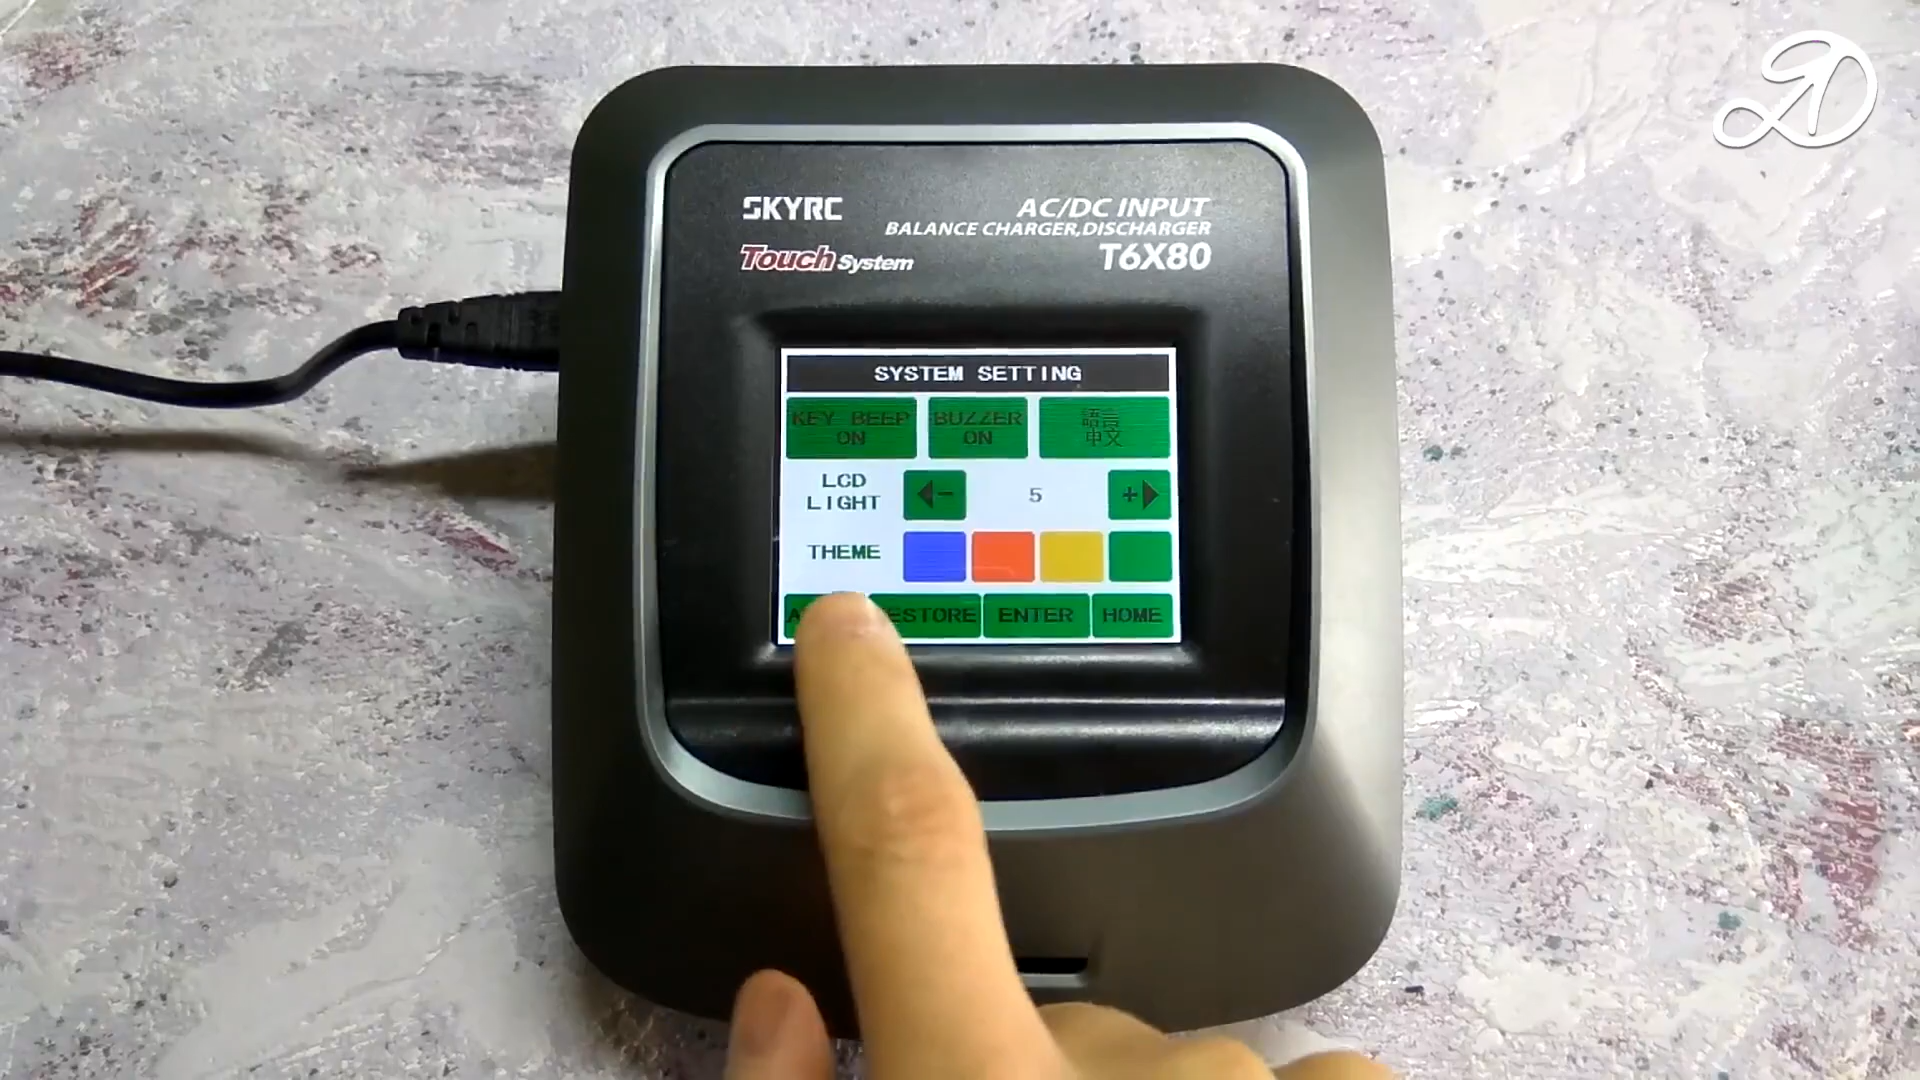 SKYRC
AC/DC INPUT
BALANCE CHARGER,DISCHARGER
Touch System
T6X80
SYSTEM SETTING
KEY BEEP
ON
BUZZER
ON
語言
中文
LCD
LIGHT
-
5
+
THEME
ENTER
HOME